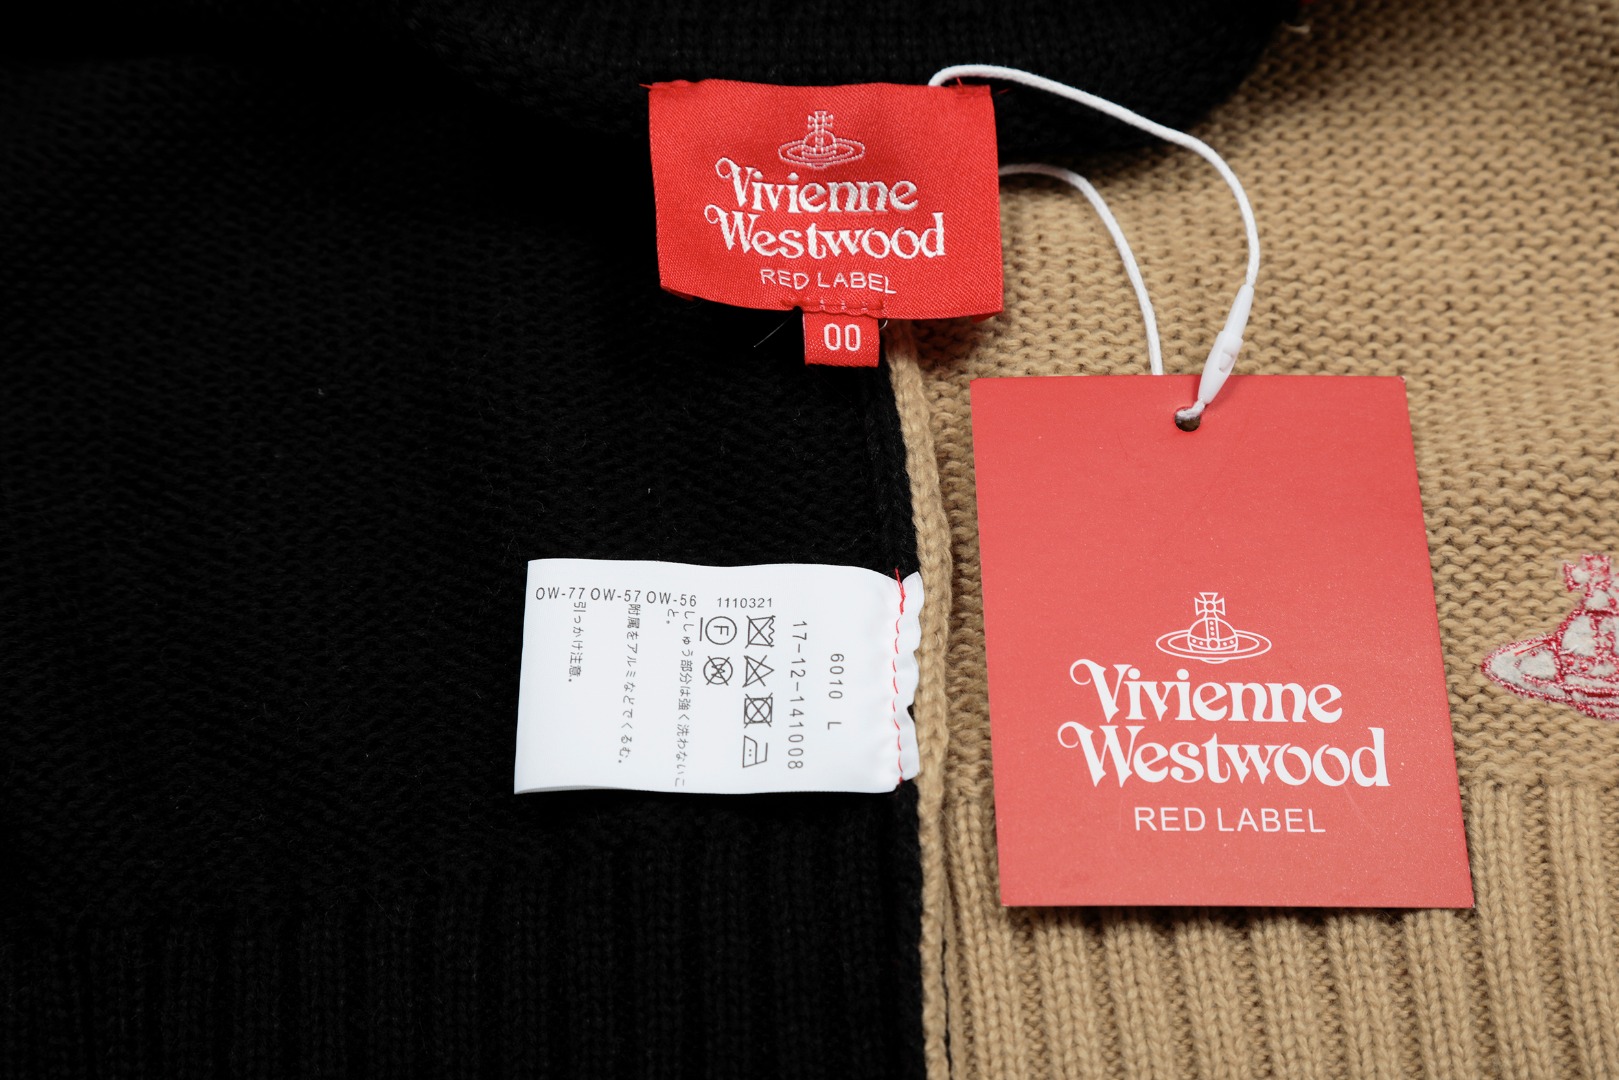 Vivienne
Westwood
RED LABEL
00
OW-77 OW-57 OW-56
1110321
6010 L
17-12-141008
F
W
ししゅう部分は強く洗わないこ
と。
附属をアルミなどでくるむ。
引っかけ注意。
Vivienne
Westwood
RED LABEL